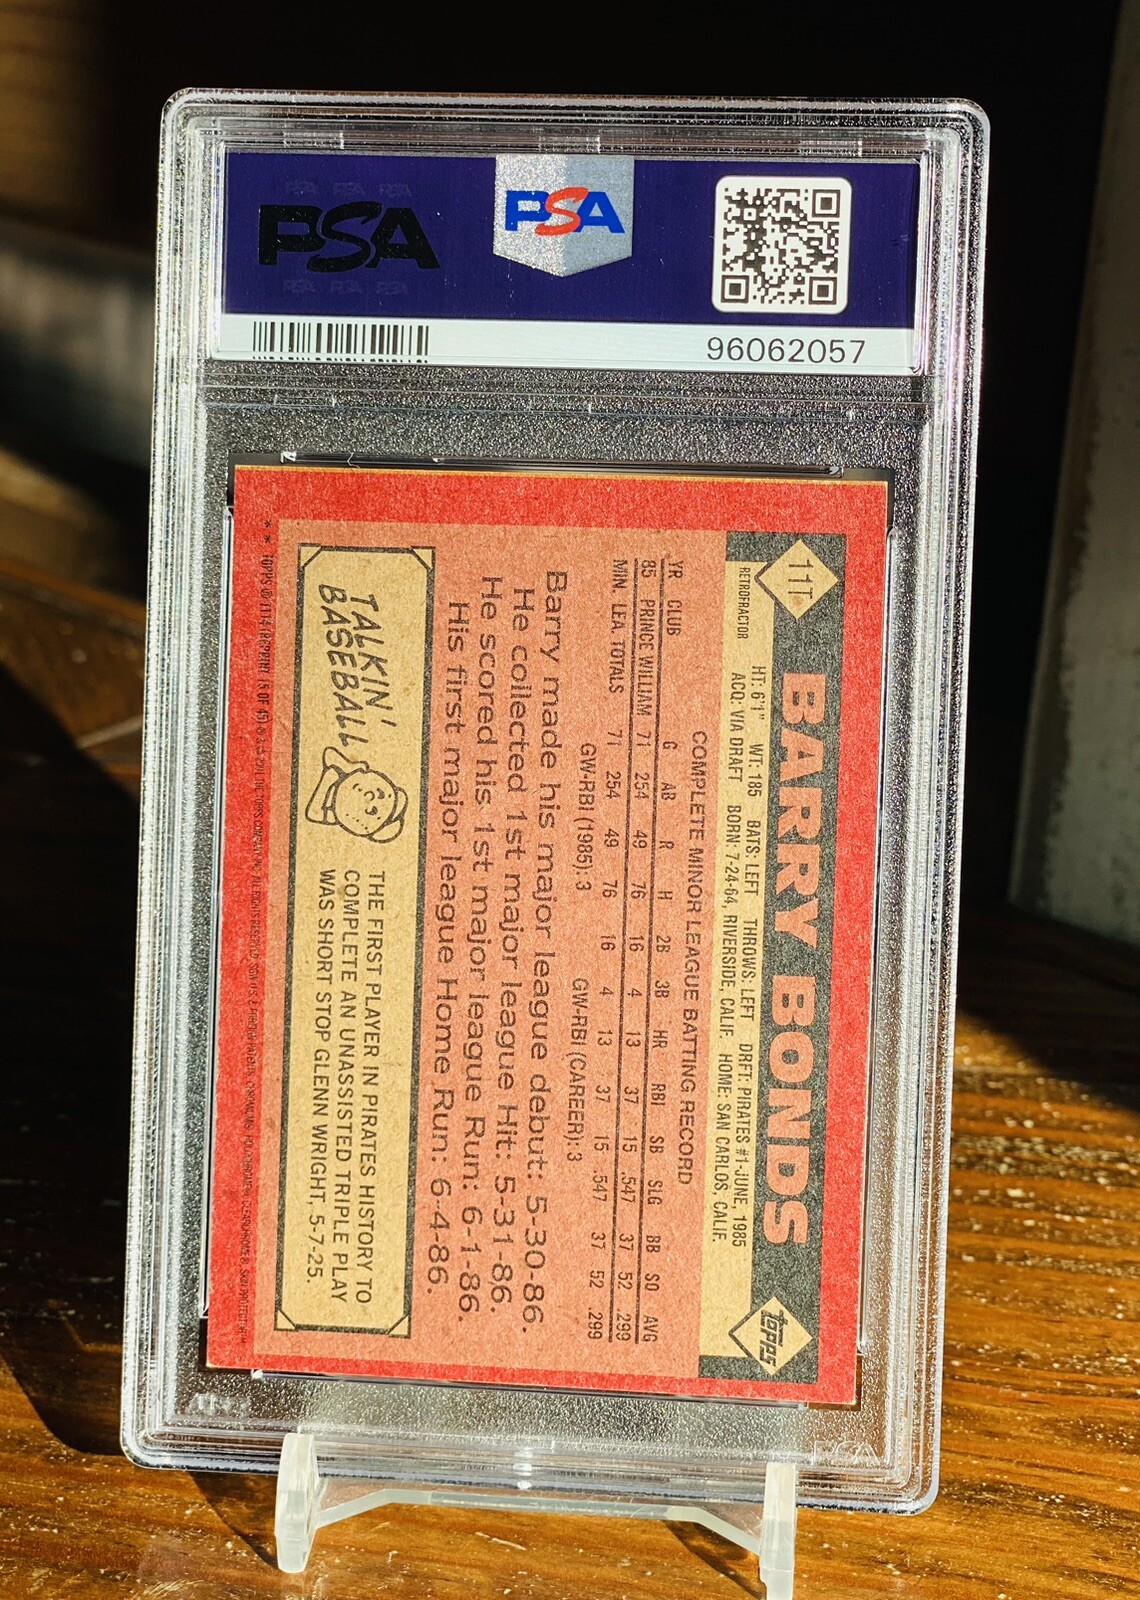 PSA
PSA
96062057
11T
BARRY BONDS
topps
RETROFRACTOR
HT: 6'1" WT: 185 BATS: LEFT THROWS: LEFT DRFT: PIRATES #1-JUNE, 1985
ACQ: VIA DRAFT BORN: 7-24-64, RIVERSIDE, CALIF. HOME: SAN CARLOS, CALIF.
COMPLETE MINOR LEAGUE BATTING RECORD
YR CLUB G AB R H 2B 3B HR RBI SB SLG BB SO AVG
85 PRINCE WILLIAM 71 254 49 76 16 4 13 37 15 .547 37 52 .299
MIN. LEA. TOTALS 71 254 49 76 16 4 13 37 15 .547 37 52 .299
GW-RBI (1985): 3 GW-RBI (CAREER): 3
Barry made his major league debut: 5-30-86.
He collected 1st major league Hit: 5-31-86.
He scored his 1st major league Run: 6-1-86.
His first major league Home Run: 6-4-86.
TALKIN'
BASEBALL
THE FIRST PLAYER IN PIRATES HISTORY TO
COMPLETE AN UNASSISTED TRIPLE PLAY
WAS SHORT STOP GLENN WRIGHT, 5-7-25.